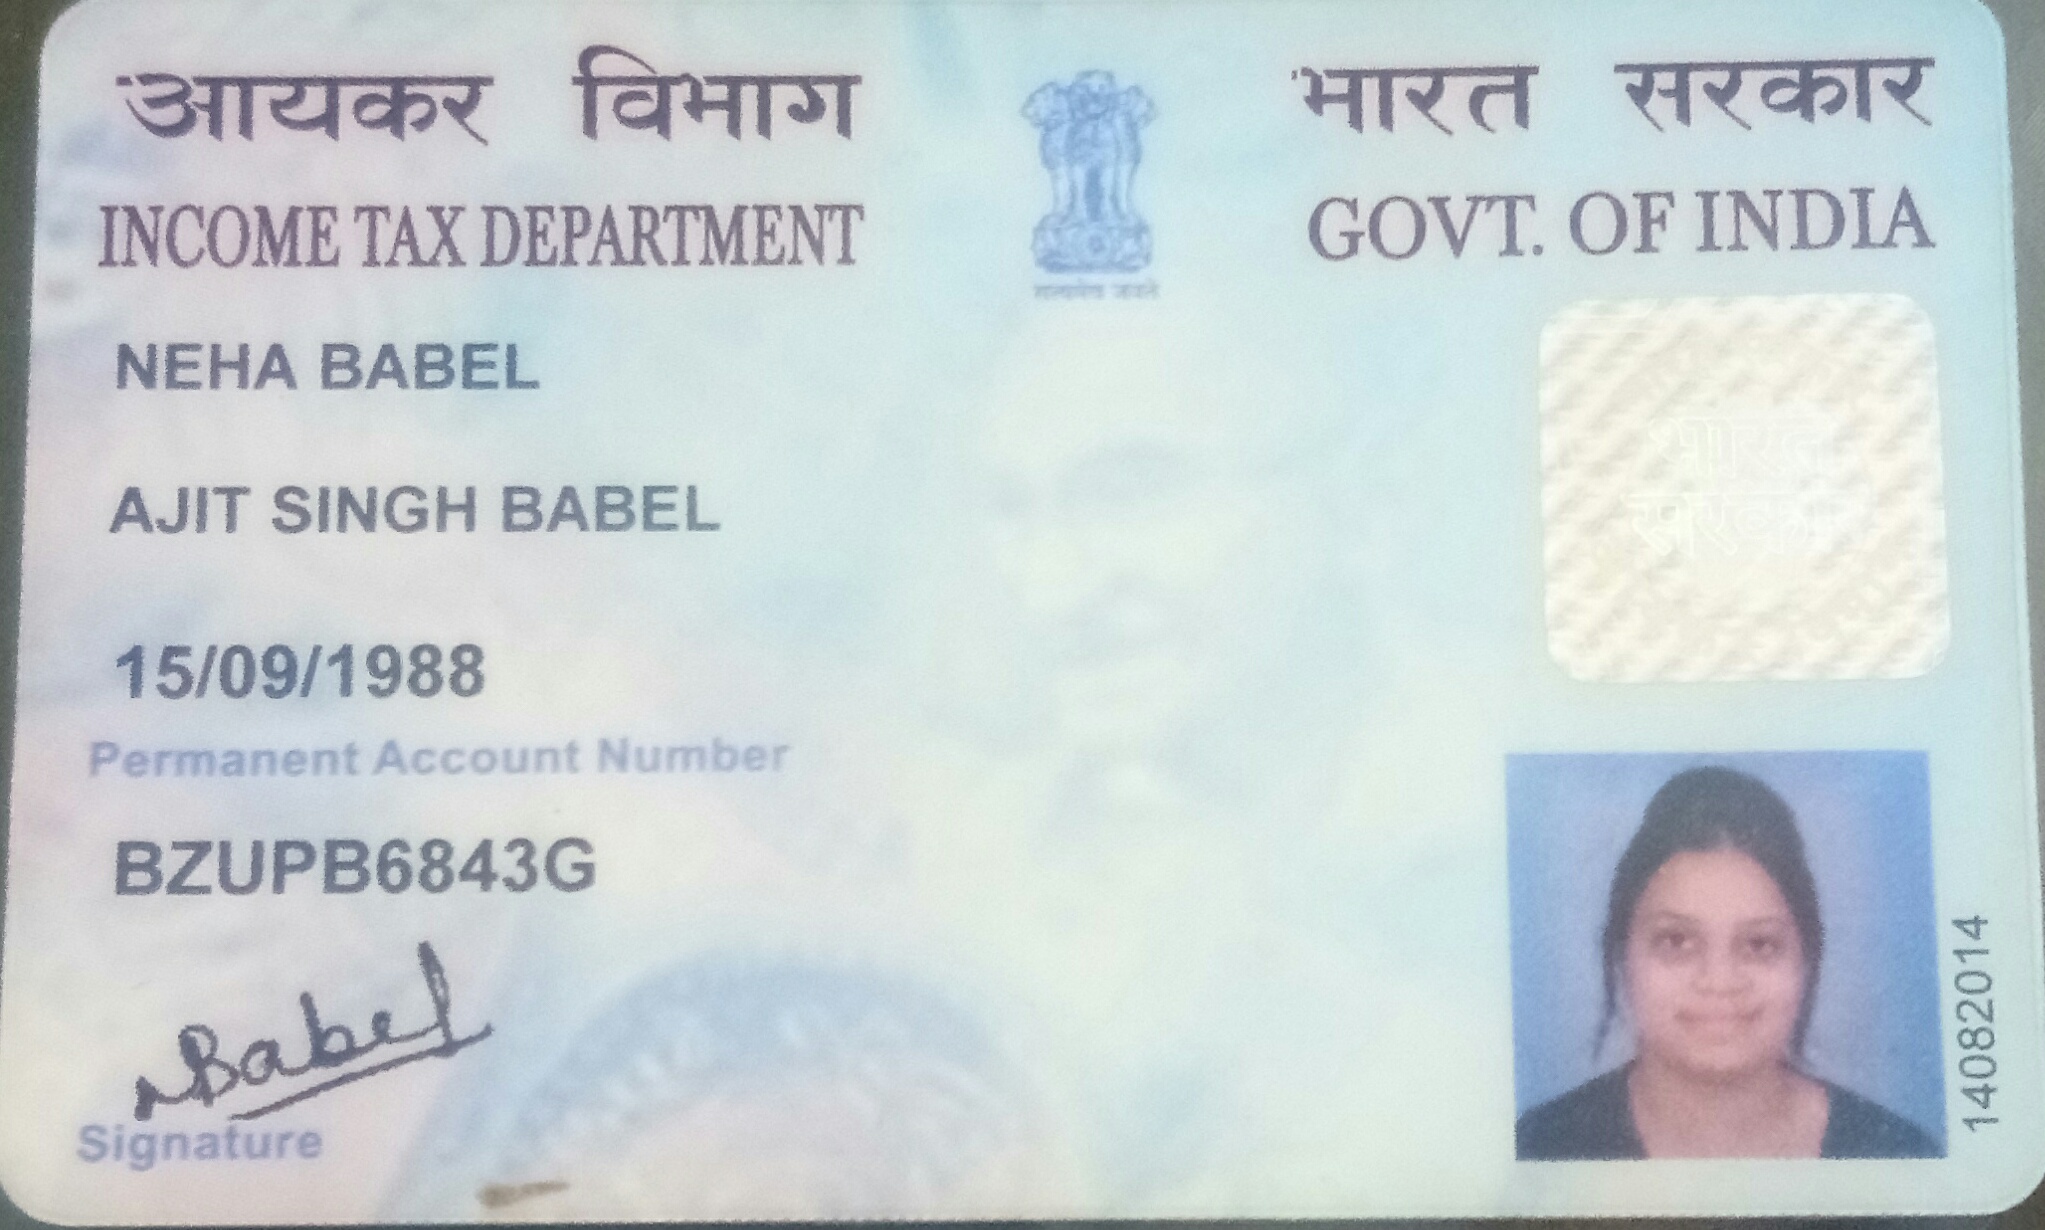 आयकर विभाग
भारत सरकार
INCOME TAX DEPARTMENT
GOVT. OF INDIA
सत्यमेव जयते
NEHA BABEL
AJIT SINGH BABEL
भारत
सरकार
15/09/1988
Permanent Account Number
BZUPB6843G
NBabel
Signature
14082014